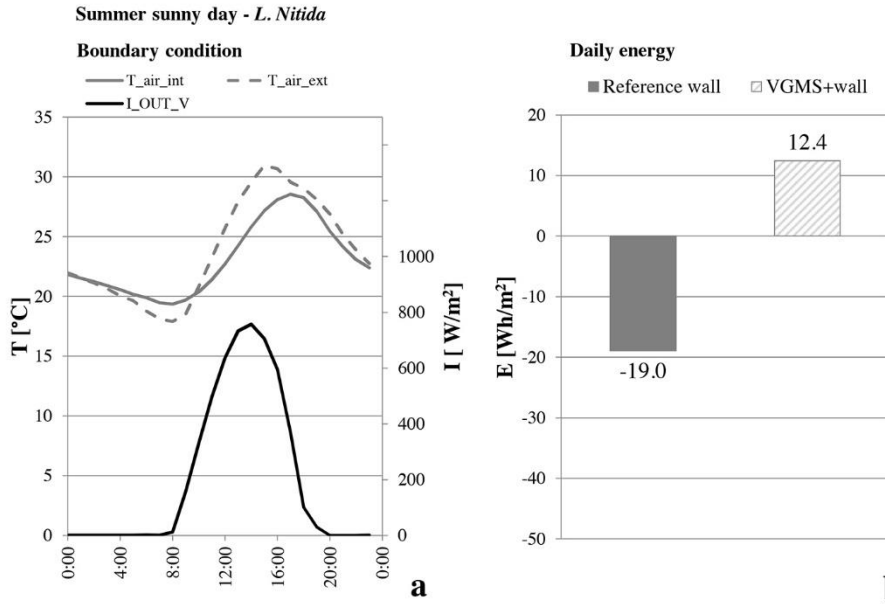 Summer sunny day - L. Nitida
Boundary condition
T_air_int T_air_ext
I_OUT_V
T [°C]
35
30
25
20
15
10
5
0
I [ W/m²]
1000
800
600
400
200
0
0:00 4:00 8:00 12:00 16:00 20:00 0:00
a
Daily energy
Reference wall VGMS+wall
E [Wh/m²]
20
10
0
-10
-20
-30
-40
-50
12.4
-19.0